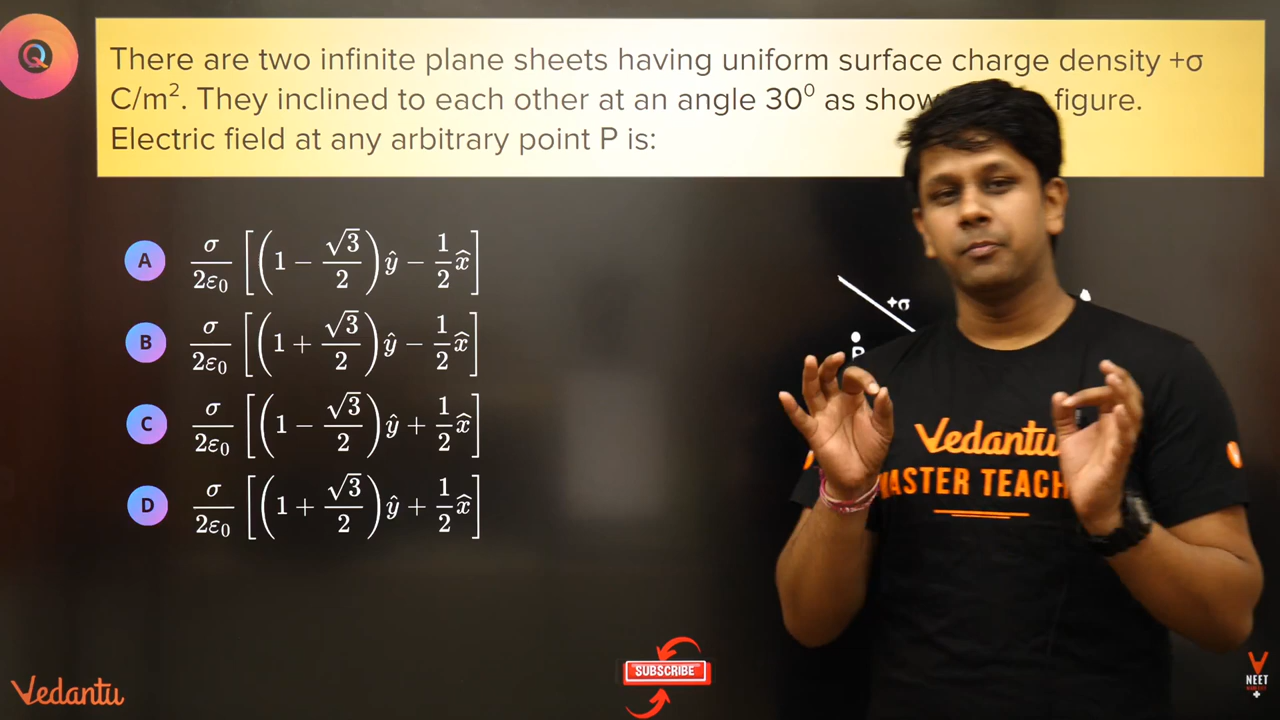 Q
There are two infinite plane sheets having uniform surface charge density +σ
C/m². They inclined to each other at an angle 30⁰ as figure.
Electric field at any arbitrary point P is:
A σ/2ε₀ [(1 − √3/2) ŷ − 1/2 x̂]
+σ
B σ/2ε₀ [(1 + √3/2) ŷ − 1/2 x̂]
C σ/2ε₀ [(1 − √3/2) ŷ + 1/2 x̂]
Vedantu
MASTER TEACH
D σ/2ε₀ [(1 + √3/2) ŷ + 1/2 x̂]
SUBSCRIBE
Vedantu
NEET